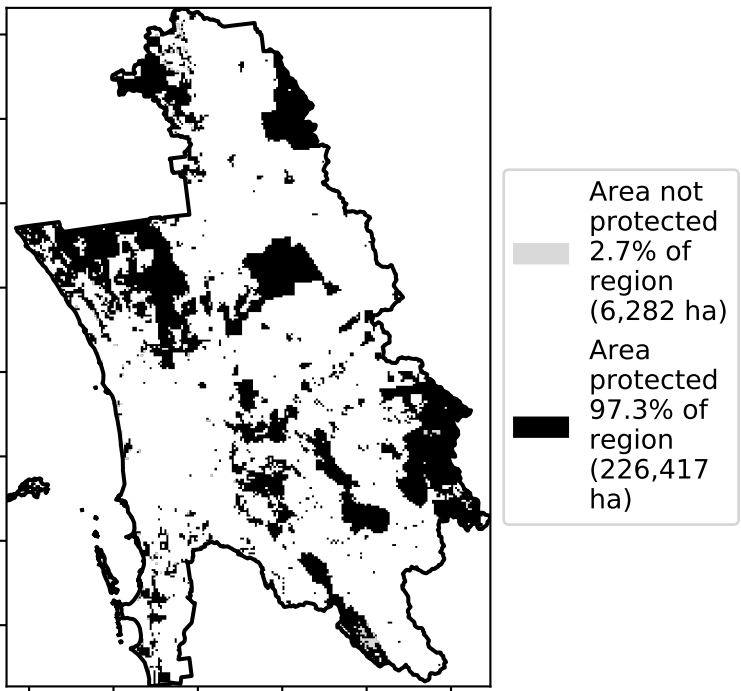 Area not
protected
2.7% of
region
(6,282 ha)
Area
protected
97.3% of
region
(226,417
ha)